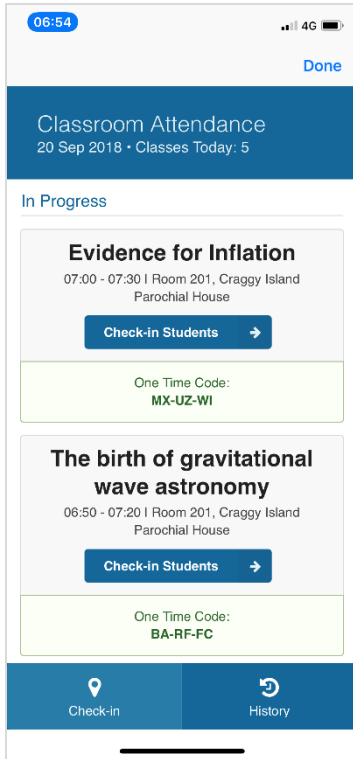 06:54
4G
Done
Classroom Attendance
20 Sep 2018 • Classes Today: 5
In Progress
Evidence for Inflation
07:00 - 07:30 I Room 201, Craggy Island
Parochial House
Check-in Students
One Time Code:
MX-UZ-WI
The birth of gravitational
wave astronomy
06:50 - 07:20 I Room 201, Craggy Island
Parochial House
Check-in Students
One Time Code:
BA-RF-FC
Check-in
History